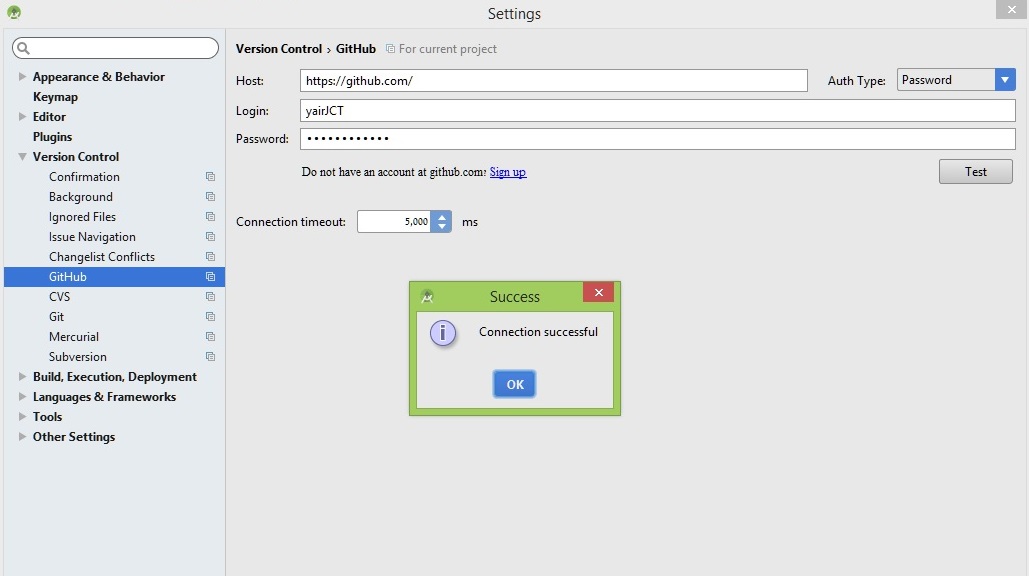 Settings
Version Control › GitHub For current project
Appearance & Behavior
Keymap
Editor
Plugins
Version Control
Confirmation
Background
Ignored Files
Issue Navigation
Changelist Conflicts
GitHub
CVS
Git
Mercurial
Subversion
Build, Execution, Deployment
Languages & Frameworks
Tools
Other Settings
Host: https://github.com/ Auth Type: Password
Login: yairJCT
Password: ••••••••••••
Do not have an account at github.com? Sign up
Test
Connection timeout: 5,000 ms
Success
Connection successful
OK